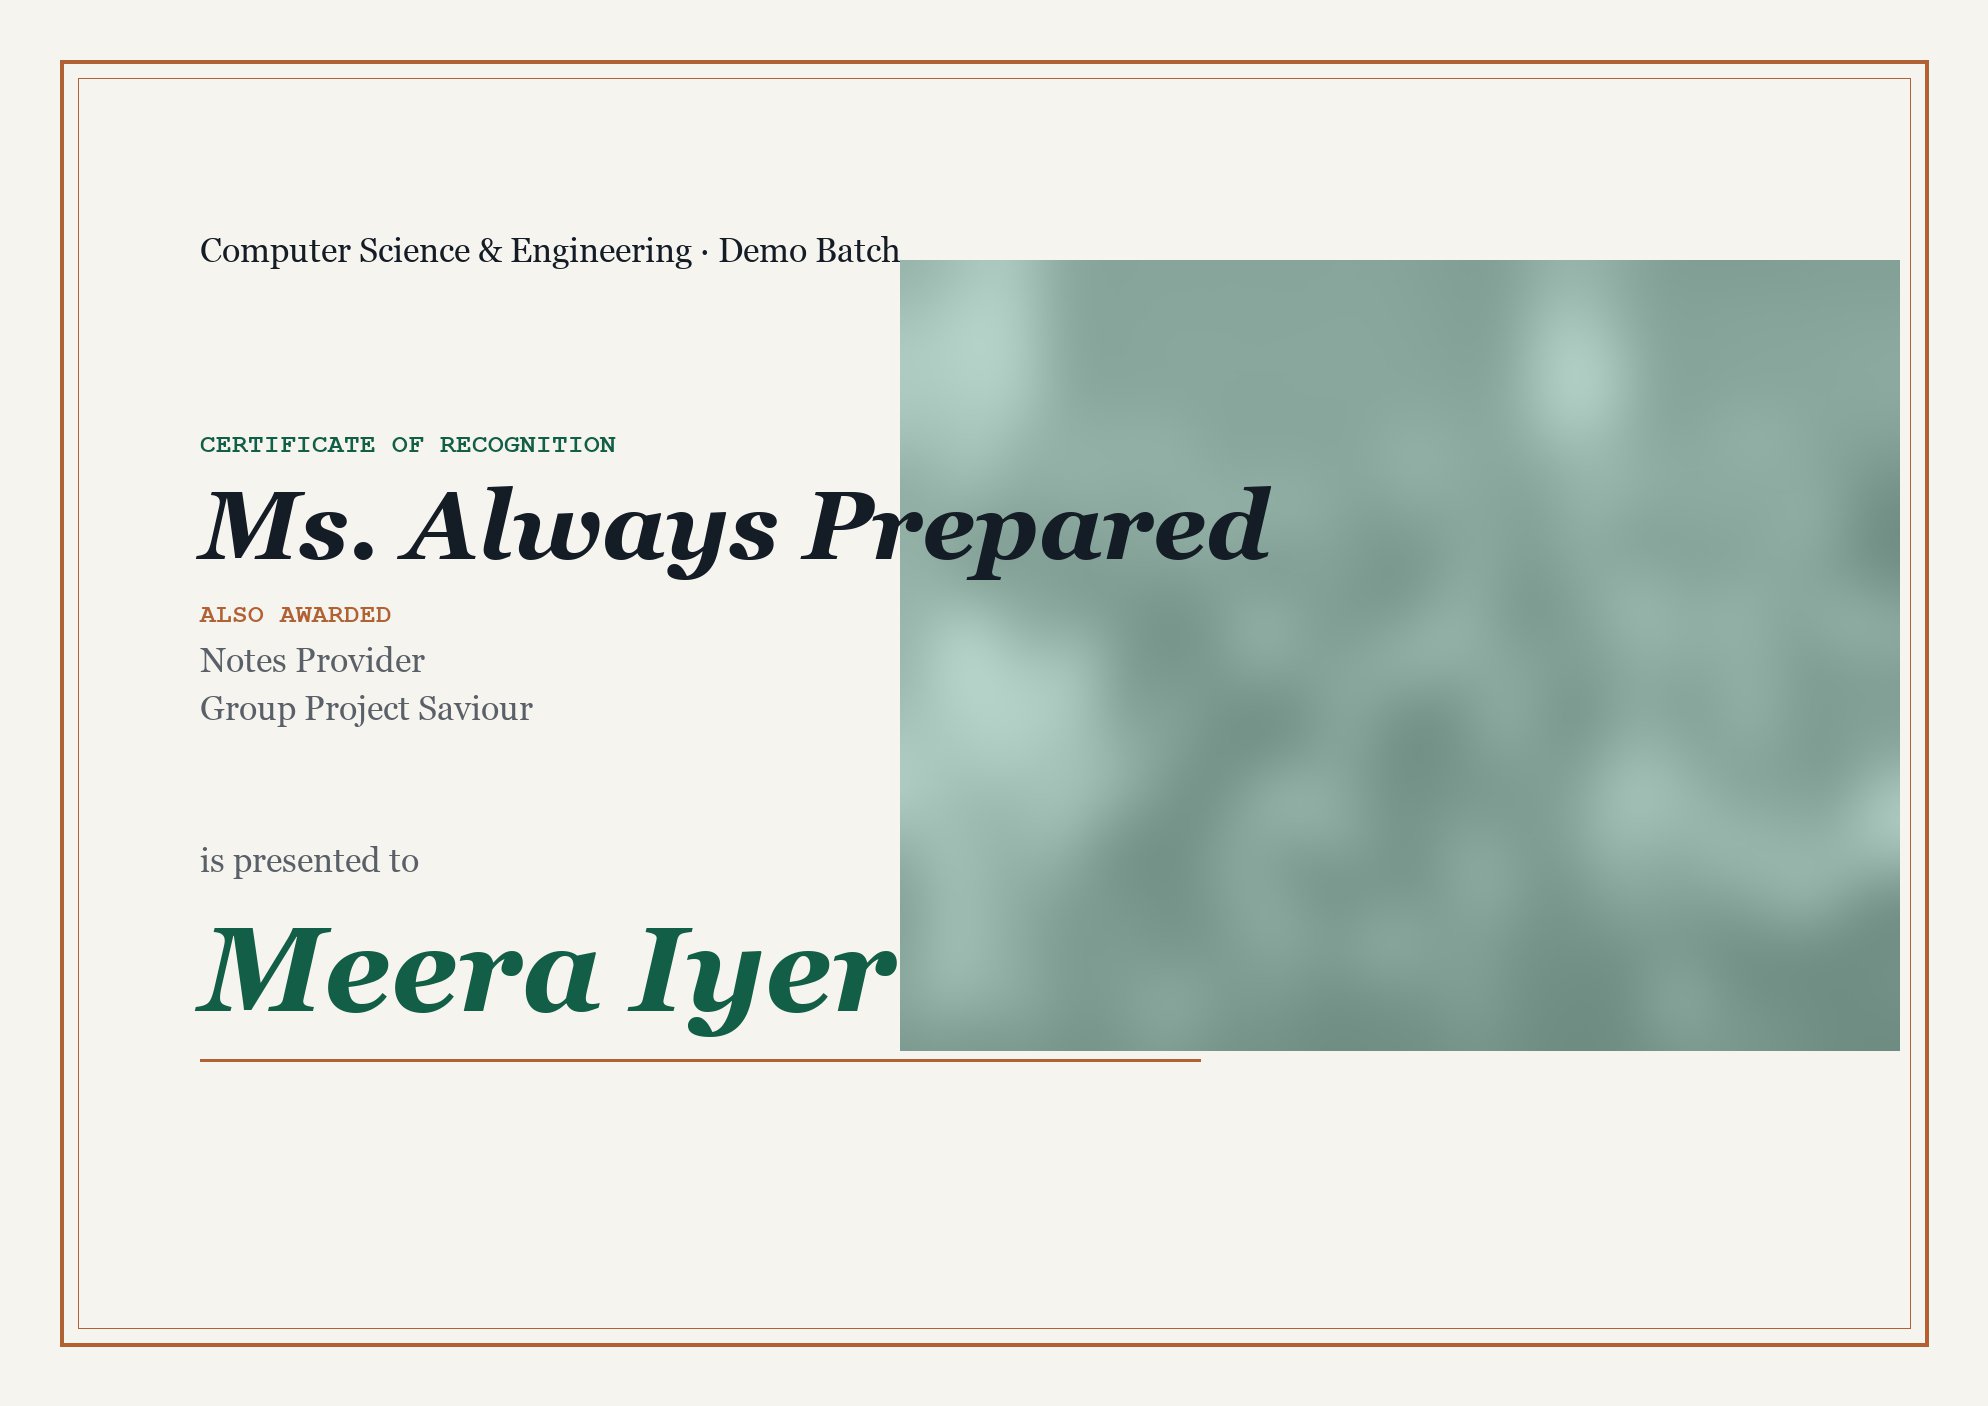 Computer Science & Engineering · Demo Batch
CERTIFICATE OF RECOGNITION
Ms. Always Prepared
ALSO AWARDED
Notes Provider
Group Project Saviour
is presented to
Meera Iyer